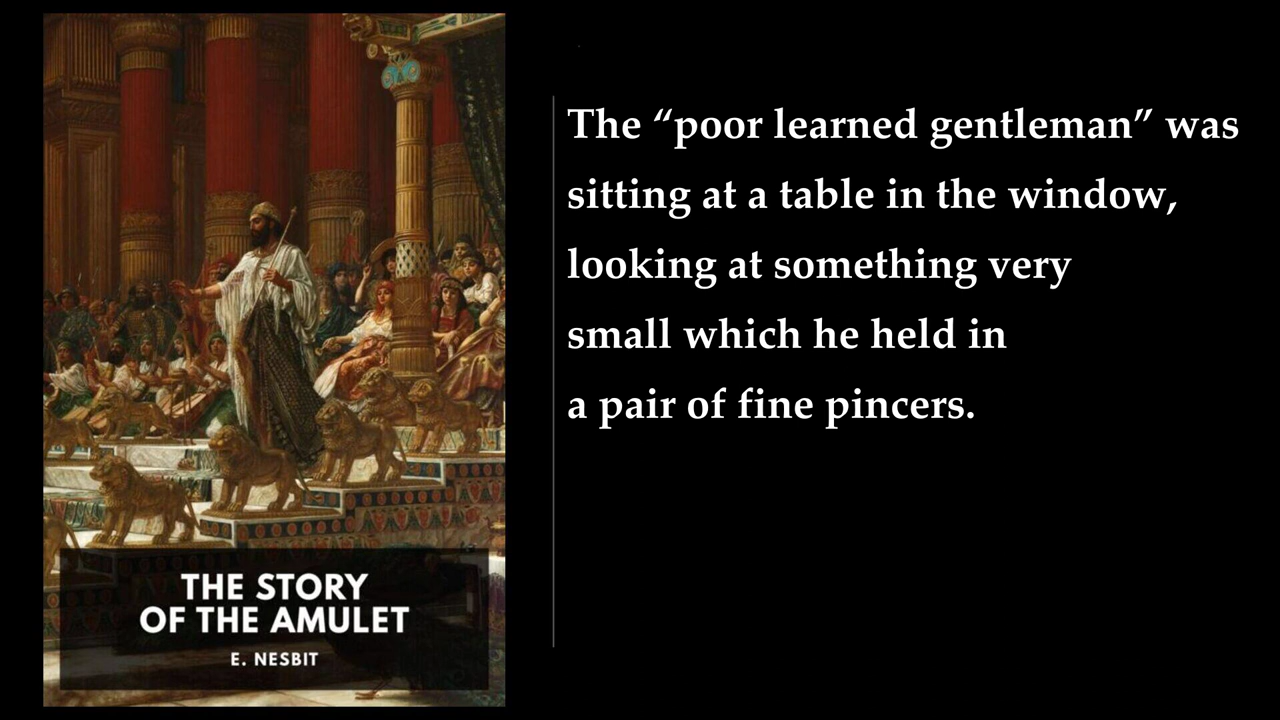 THE STORY
OF THE AMULET
E. NESBIT
The “poor learned gentleman” was
sitting at a table in the window,
looking at something very
small which he held in
a pair of fine pincers.